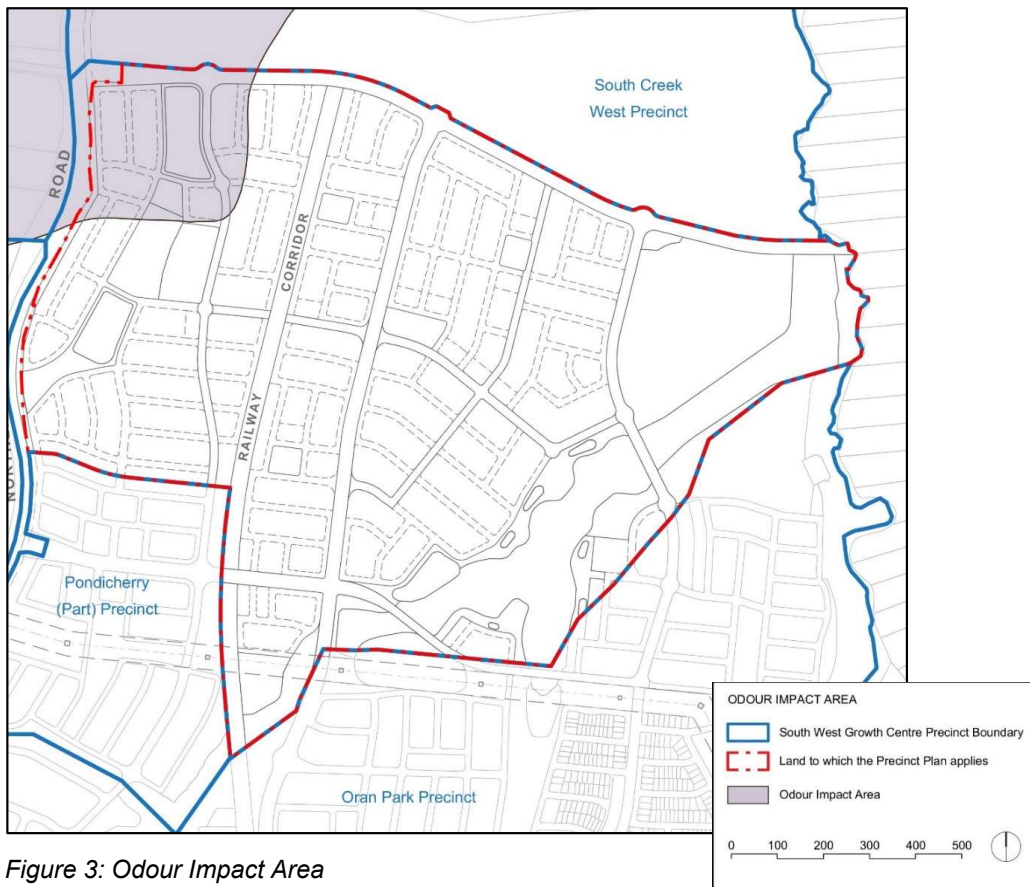 South Creek
West Precinct
ROAD
CORRIDOR
RAILWAY
Pondicherry
(Part) Precinct
Oran Park Precinct
ODOUR IMPACT AREA
South West Growth Centre Precinct Boundary
Land to which the Precinct Plan applies
Odour Impact Area
0 100 200 300 400 500
Figure 3: Odour Impact Area